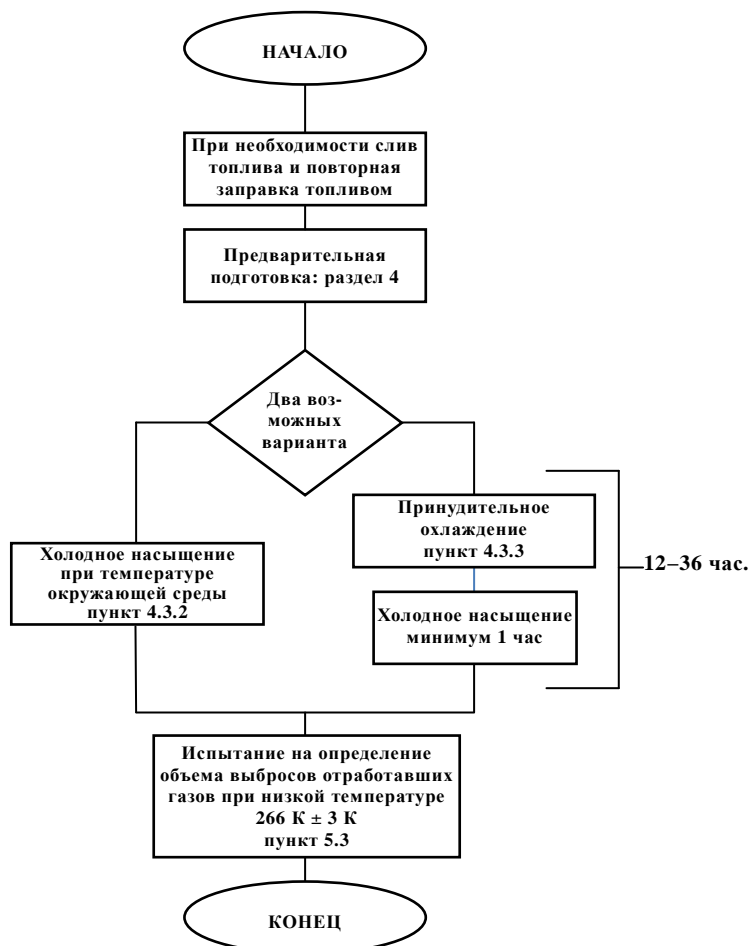 НАЧАЛО
При необходимости слив
топлива и повторная
заправка топливом
Предварительная
подготовка: раздел 4
Два воз-
можных
варианта
Принудительное
охлаждение
пункт 4.3.3
Холодное насыщение
при температуре
окружающей среды
пункт 4.3.2
12–36 час.
Холодное насыщение
минимум 1 час
Испытание на определение
объема выбросов отработавших
газов при низкой температуре
266 К ± 3 К
пункт 5.3
КОНЕЦ